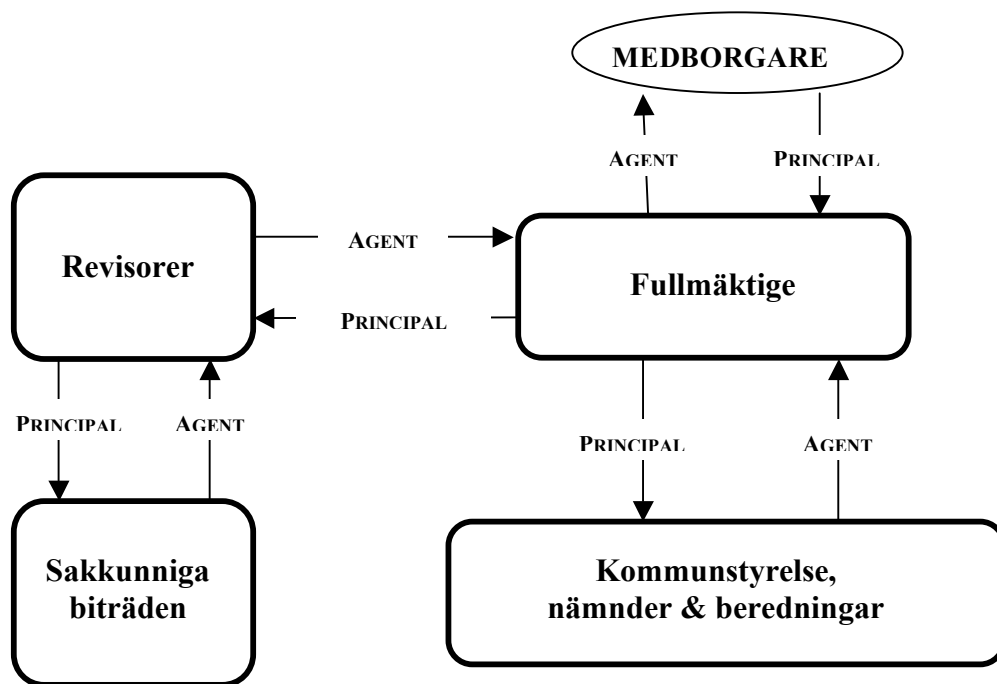 MEDBORGARE
AGENT
PRINCIPAL
Revisorer
AGENT
Fullmäktige
PRINCIPAL
PRINCIPAL
AGENT
PRINCIPAL
AGENT
Sakkunniga
biträden
Kommunstyrelse,
nämnder & beredningar